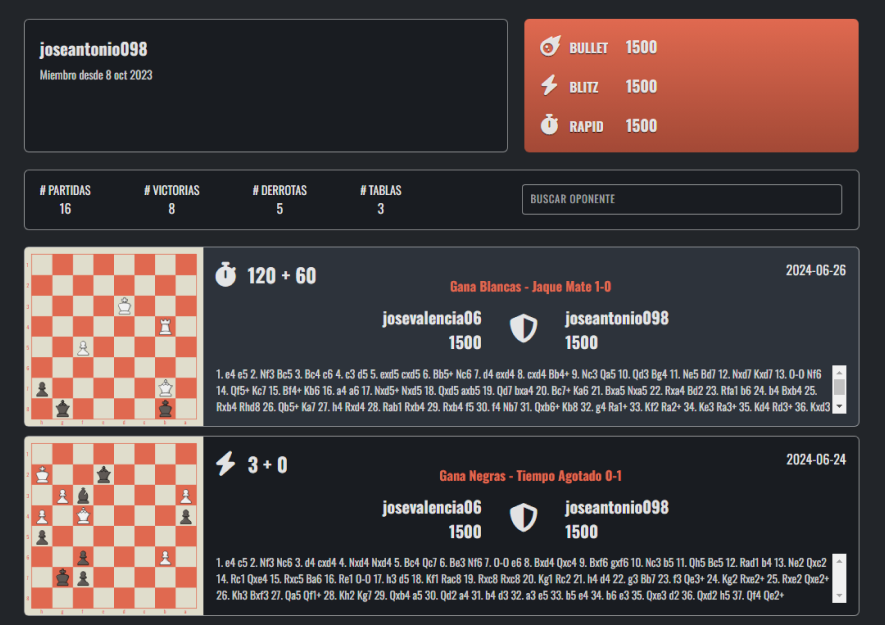 joseantonio098
Miembro desde 8 oct 2023
BULLET 1500
BLITZ 1500
RAPID 1500
# PARTIDAS # VICTORIAS # DERROTAS # TABLAS
16 8 5 3
BUSCAR OPONENTE
120 + 60
2024-06-26
Gana Blancas - Jaque Mate 1-0
josevalencia06 joseantonio098
1500 1500
1. e4 e5 2. Nf3 Bc5 3. Bc4 c6 4. c3 d5 5. exd5 cxd5 6. Bb5+ Nc6 7. d4 exd4 8. cxd4 Bb4+ 9. Nc3 Qa5 10. Qd3 Bg4 11. Ne5 Bd7 12. Nxd7 Kxd7 13. O-O Nf6
14. Qf5+ Kc7 15. Bf4+ Kb6 16. a4 a6 17. Nxd5+ Nxd5 18. Qxd5 axb5 19. Qd7 bxa4 20. Bc7+ Ka6 21. Bxa5 Nxa5 22. Rxa4 Bd2 23. Rfa1 b6 24. b4 Bxb4 25.
Rxb4 Rhd8 26. Qb5+ Ka7 27. h4 Rxd4 28. Rab1 Rxb4 29. Rxb4 f5 30. f4 Nb7 31. Qxb6+ Kb8 32. g4 Ra1+ 33. Kf2 Ra2+ 34. Ke3 Ra3+ 35. Kd4 Rd3+ 36. Kxd3
3 + 0
2024-06-24
Gana Negras - Tiempo Agotado 0-1
josevalencia06 joseantonio098
1500 1500
1. e4 c5 2. Nf3 Nc6 3. d4 cxd4 4. Nxd4 Nxd4 5. Bc4 Qc7 6. Be3 Nf6 7. O-O e6 8. Bxd4 Qxc4 9. Bxf6 gxf6 10. Nc3 b5 11. Qh5 Bc5 12. Rad1 b4 13. Ne2 Qxc2
14. Rc1 Qxe4 15. Rxc5 Ba6 16. Re1 O-O 17. h3 d5 18. Kf1 Rac8 19. Rxc8 Rxc8 20. Kg1 Rc2 21. h4 d4 22. g3 Bb7 23. f3 Qe3+ 24. Kg2 Rxe2+ 25. Rxe2 Qxe2+
26. Kh3 Bxf3 27. Qa5 Qf1+ 28. Kh2 Kg7 29. Qxb4 a5 30. Qd2 a4 31. b4 d3 32. a3 e5 33. b5 e4 34. b6 e3 35. Qxe3 d2 36. Qxd2 h5 37. Qf4 Qe2+